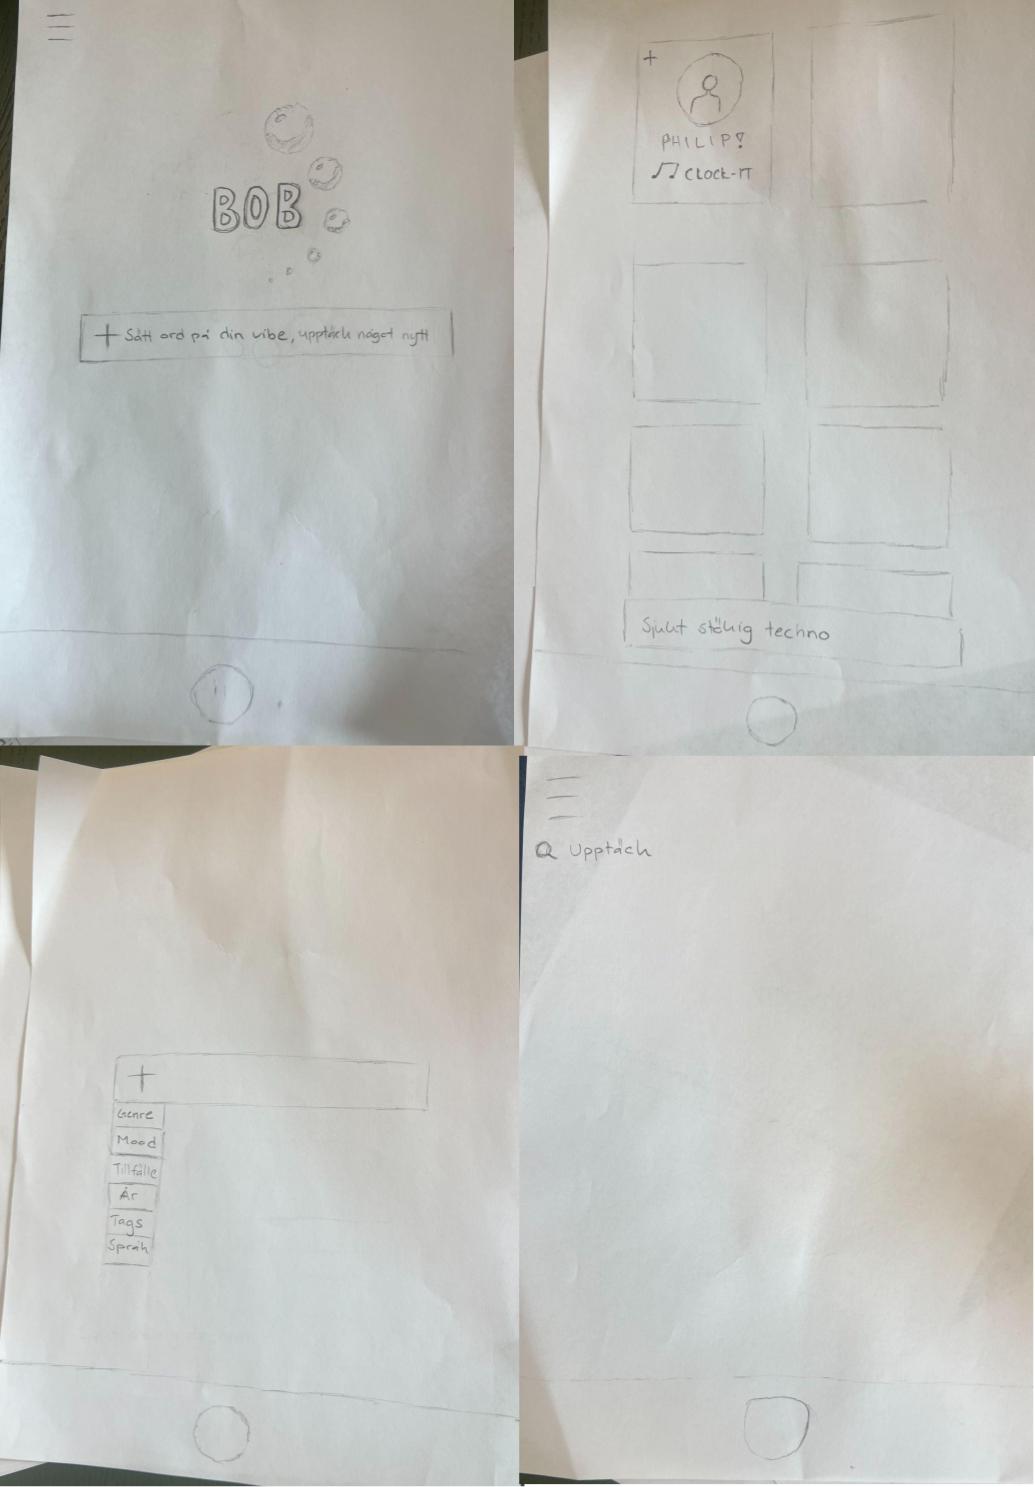 BOB
+ Sätt ord på din vibe, upptäck något nytt
+
PHILIP!
♫ CLOCK-IT
Sjukt stökig techno
+
Genre
Mood
Tillfälle
År
Tags
Språk
Upptäck